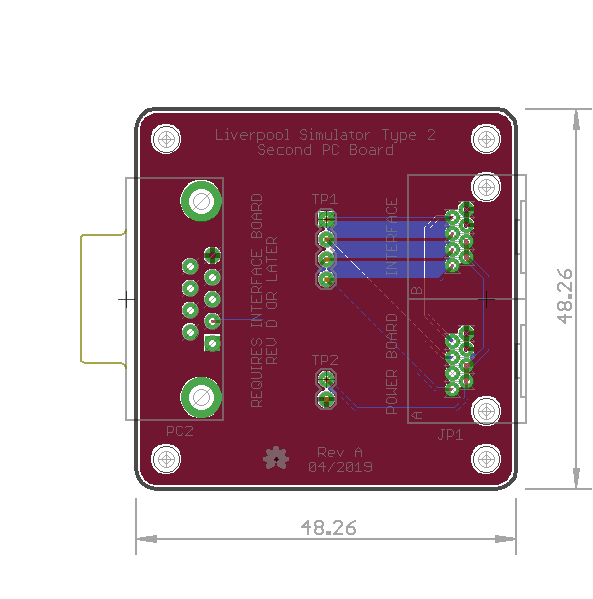 Liverpool Simulator Type 2
Second PC Board
TP1
REQUIRES INTERFACE BOARD
REV D OR LATER
INTERFACE
B
POWER BOARD
A
TP2
PC2
JP1
Rev A
04/2019
48.26
48.26